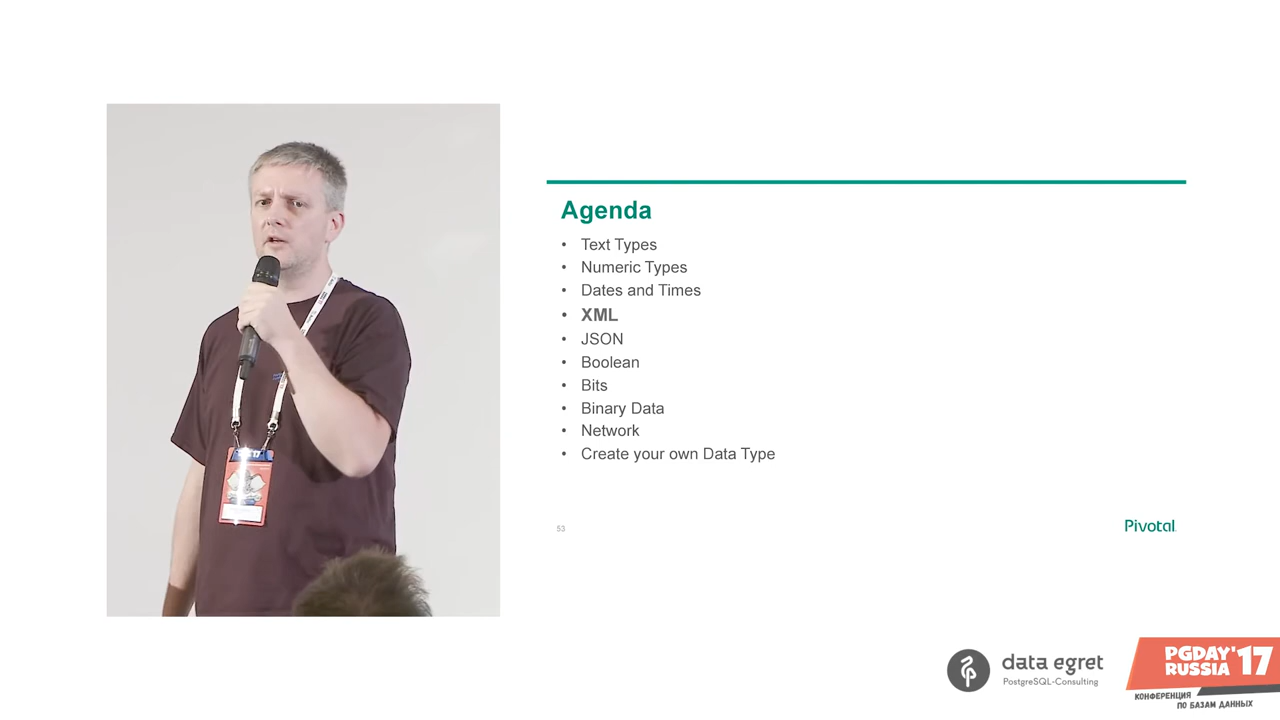 Agenda
• Text Types
• Numeric Types
• Dates and Times
• XML
• JSON
• Boolean
• Bits
• Binary Data
• Network
• Create your own Data Type
53
Pivotal
data egret
PostgreSQL-Consulting
PGDAY'17
RUSSIA
КОНФЕРЕНЦИЯ
ПО БАЗАМ ДАННЫХ